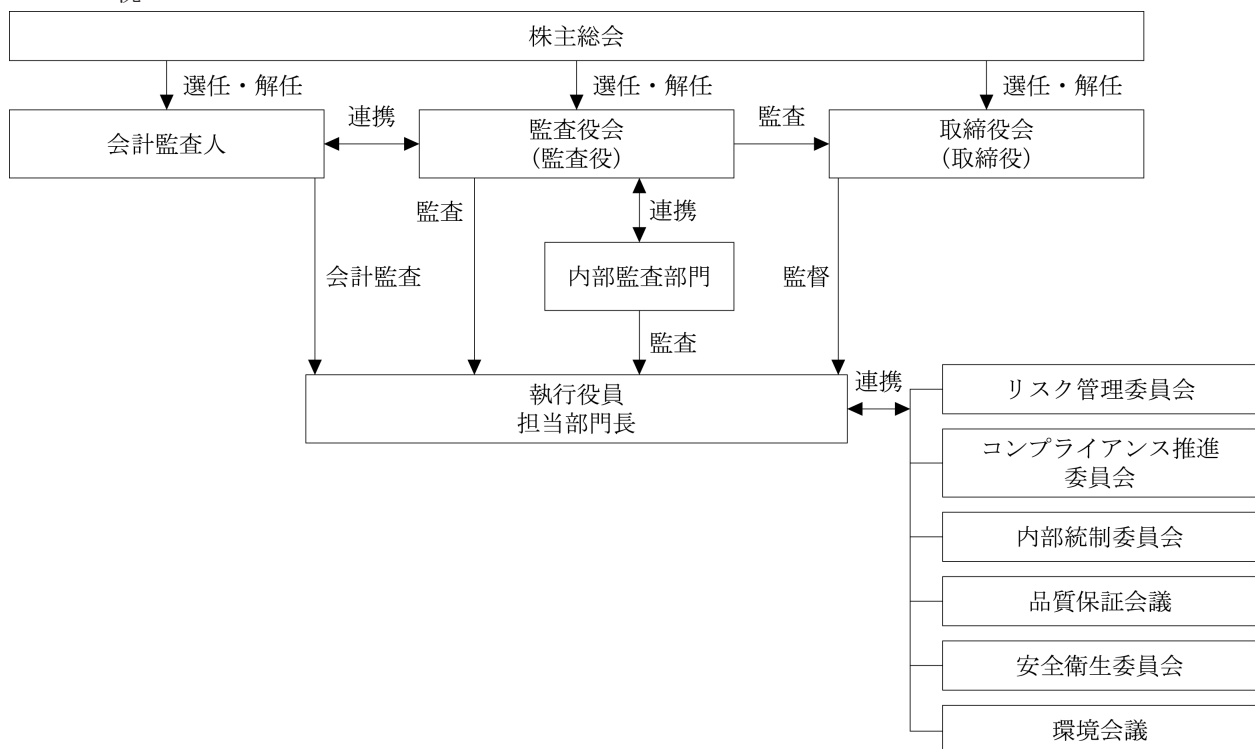 株主総会
選任・解任
選任・解任
選任・解任
会計監査人
連携
監査役会
(監査役)
監査
取締役会
(取締役)
監査
連携
会計監査
内部監査部門
監督
監査
執行役員
担当部門長
連携
リスク管理委員会
コンプライアンス推進
委員会
内部統制委員会
品質保証会議
安全衛生委員会
環境会議